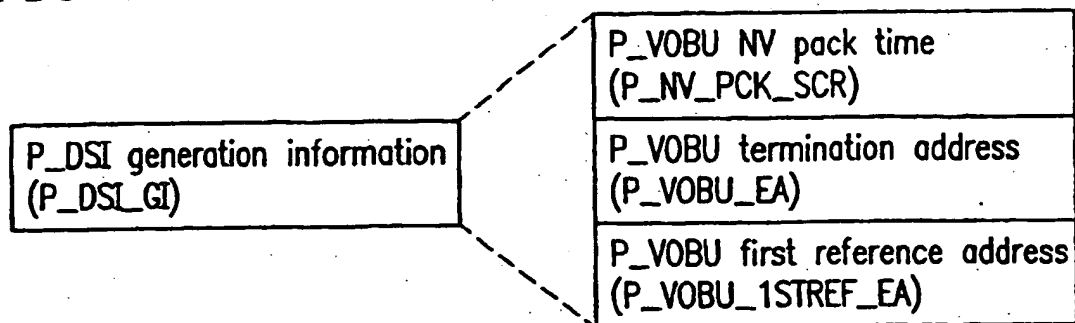 P_DSI generation information
(P_DSI_GI)
P_VOBU NV pack time
(P_NV_PCK_SCR)
P_VOBU termination address
(P_VOBU_EA)
P_VOBU first reference address
(P_VOBU_1STREF_EA)